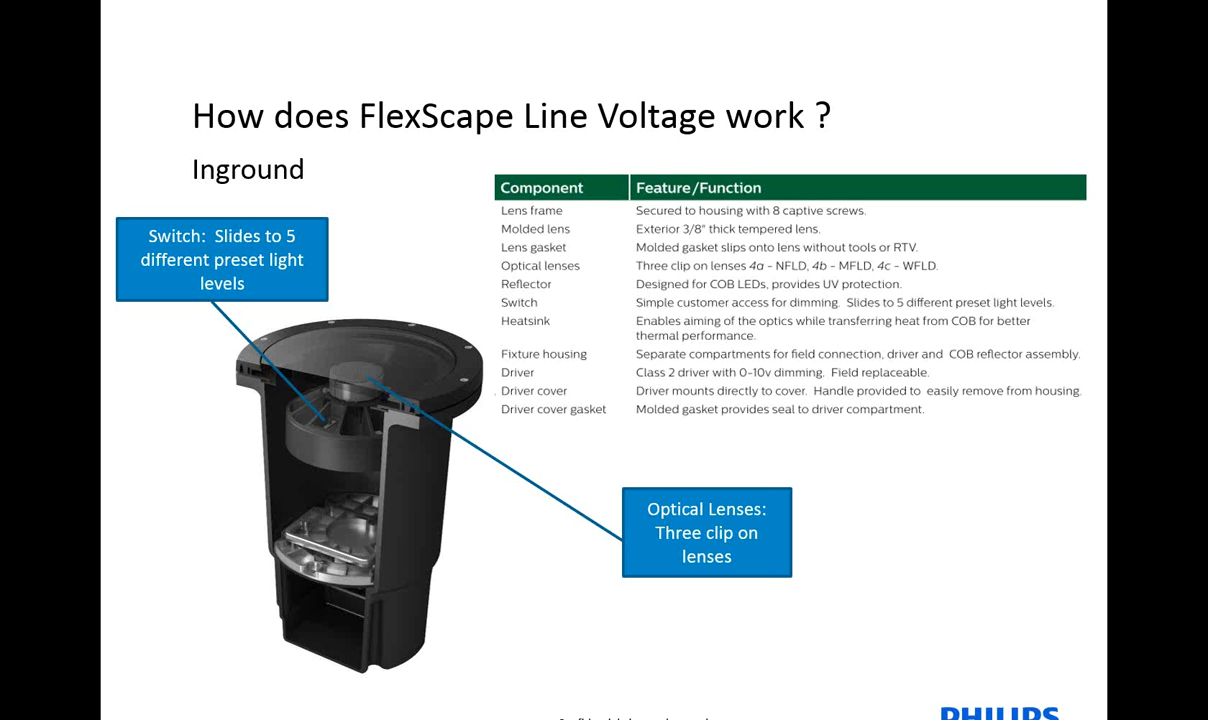 How does FlexScape Line Voltage work ?
Inground
Switch: Slides to 5
different preset light
levels
Component Feature/Function
Lens frame Secured to housing with 8 captive screws.
Molded lens Exterior 3/8" thick tempered lens.
Lens gasket Molded gasket slips onto lens without tools or RTV.
Optical lenses Three clip on lenses 4a - NFLD, 4b - MFLD, 4c - WFLD.
Reflector Designed for COB LEDs, provides UV protection.
Switch Simple customer access for dimming. Slides to 5 different preset light levels.
Heatsink Enables aiming of the optics while transferring heat from COB for better
thermal performance.
Fixture housing Separate compartments for field connection, driver and COB reflector assembly.
Driver Class 2 driver with 0-10v dimming. Field replaceable.
Driver cover Driver mounts directly to cover. Handle provided to easily remove from housing.
Driver cover gasket Molded gasket provides seal to driver compartment.
Optical Lenses:
Three clip on
lenses
PHILIPS